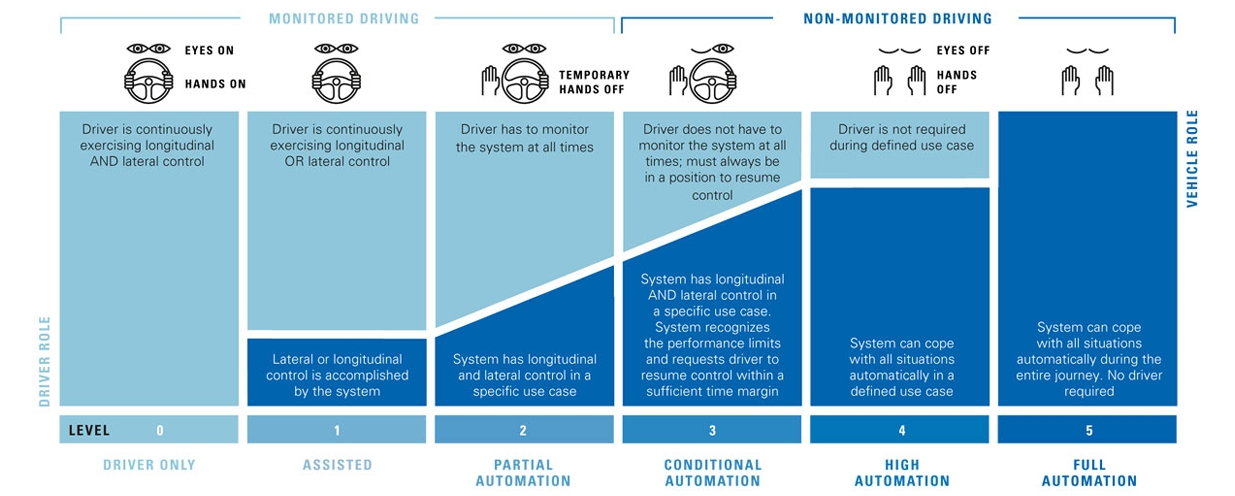 MONITORED DRIVING
NON-MONITORED DRIVING
EYES ON
HANDS ON
TEMPORARY
HANDS OFF
EYES OFF
HANDS
OFF
Driver is continuously
exercising longitudinal
AND lateral control
Driver is continuously
exercising longitudinal
OR lateral control
Driver has to monitor
the system at all times
Driver does not have to
monitor the system at all
times; must always be
in a position to resume
control
Driver is not required
during defined use case
VEHICLE ROLE
DRIVER ROLE
Lateral or longitudinal
control is accomplished
by the system
System has longitudinal
and lateral control in a
specific use case
System has longitudinal
AND lateral control in
a specific use case.
System recognizes
the performance limits
and requests driver to
resume control within a
sufficient time margin
System can cope
with all situations
automatically in a
defined use case
System can cope
with all situations
automatically during the
entire journey. No driver
required
LEVEL 0 1 2 3 4 5
DRIVER ONLY
ASSISTED
PARTIAL
AUTOMATION
CONDITIONAL
AUTOMATION
HIGH
AUTOMATION
FULL
AUTOMATION